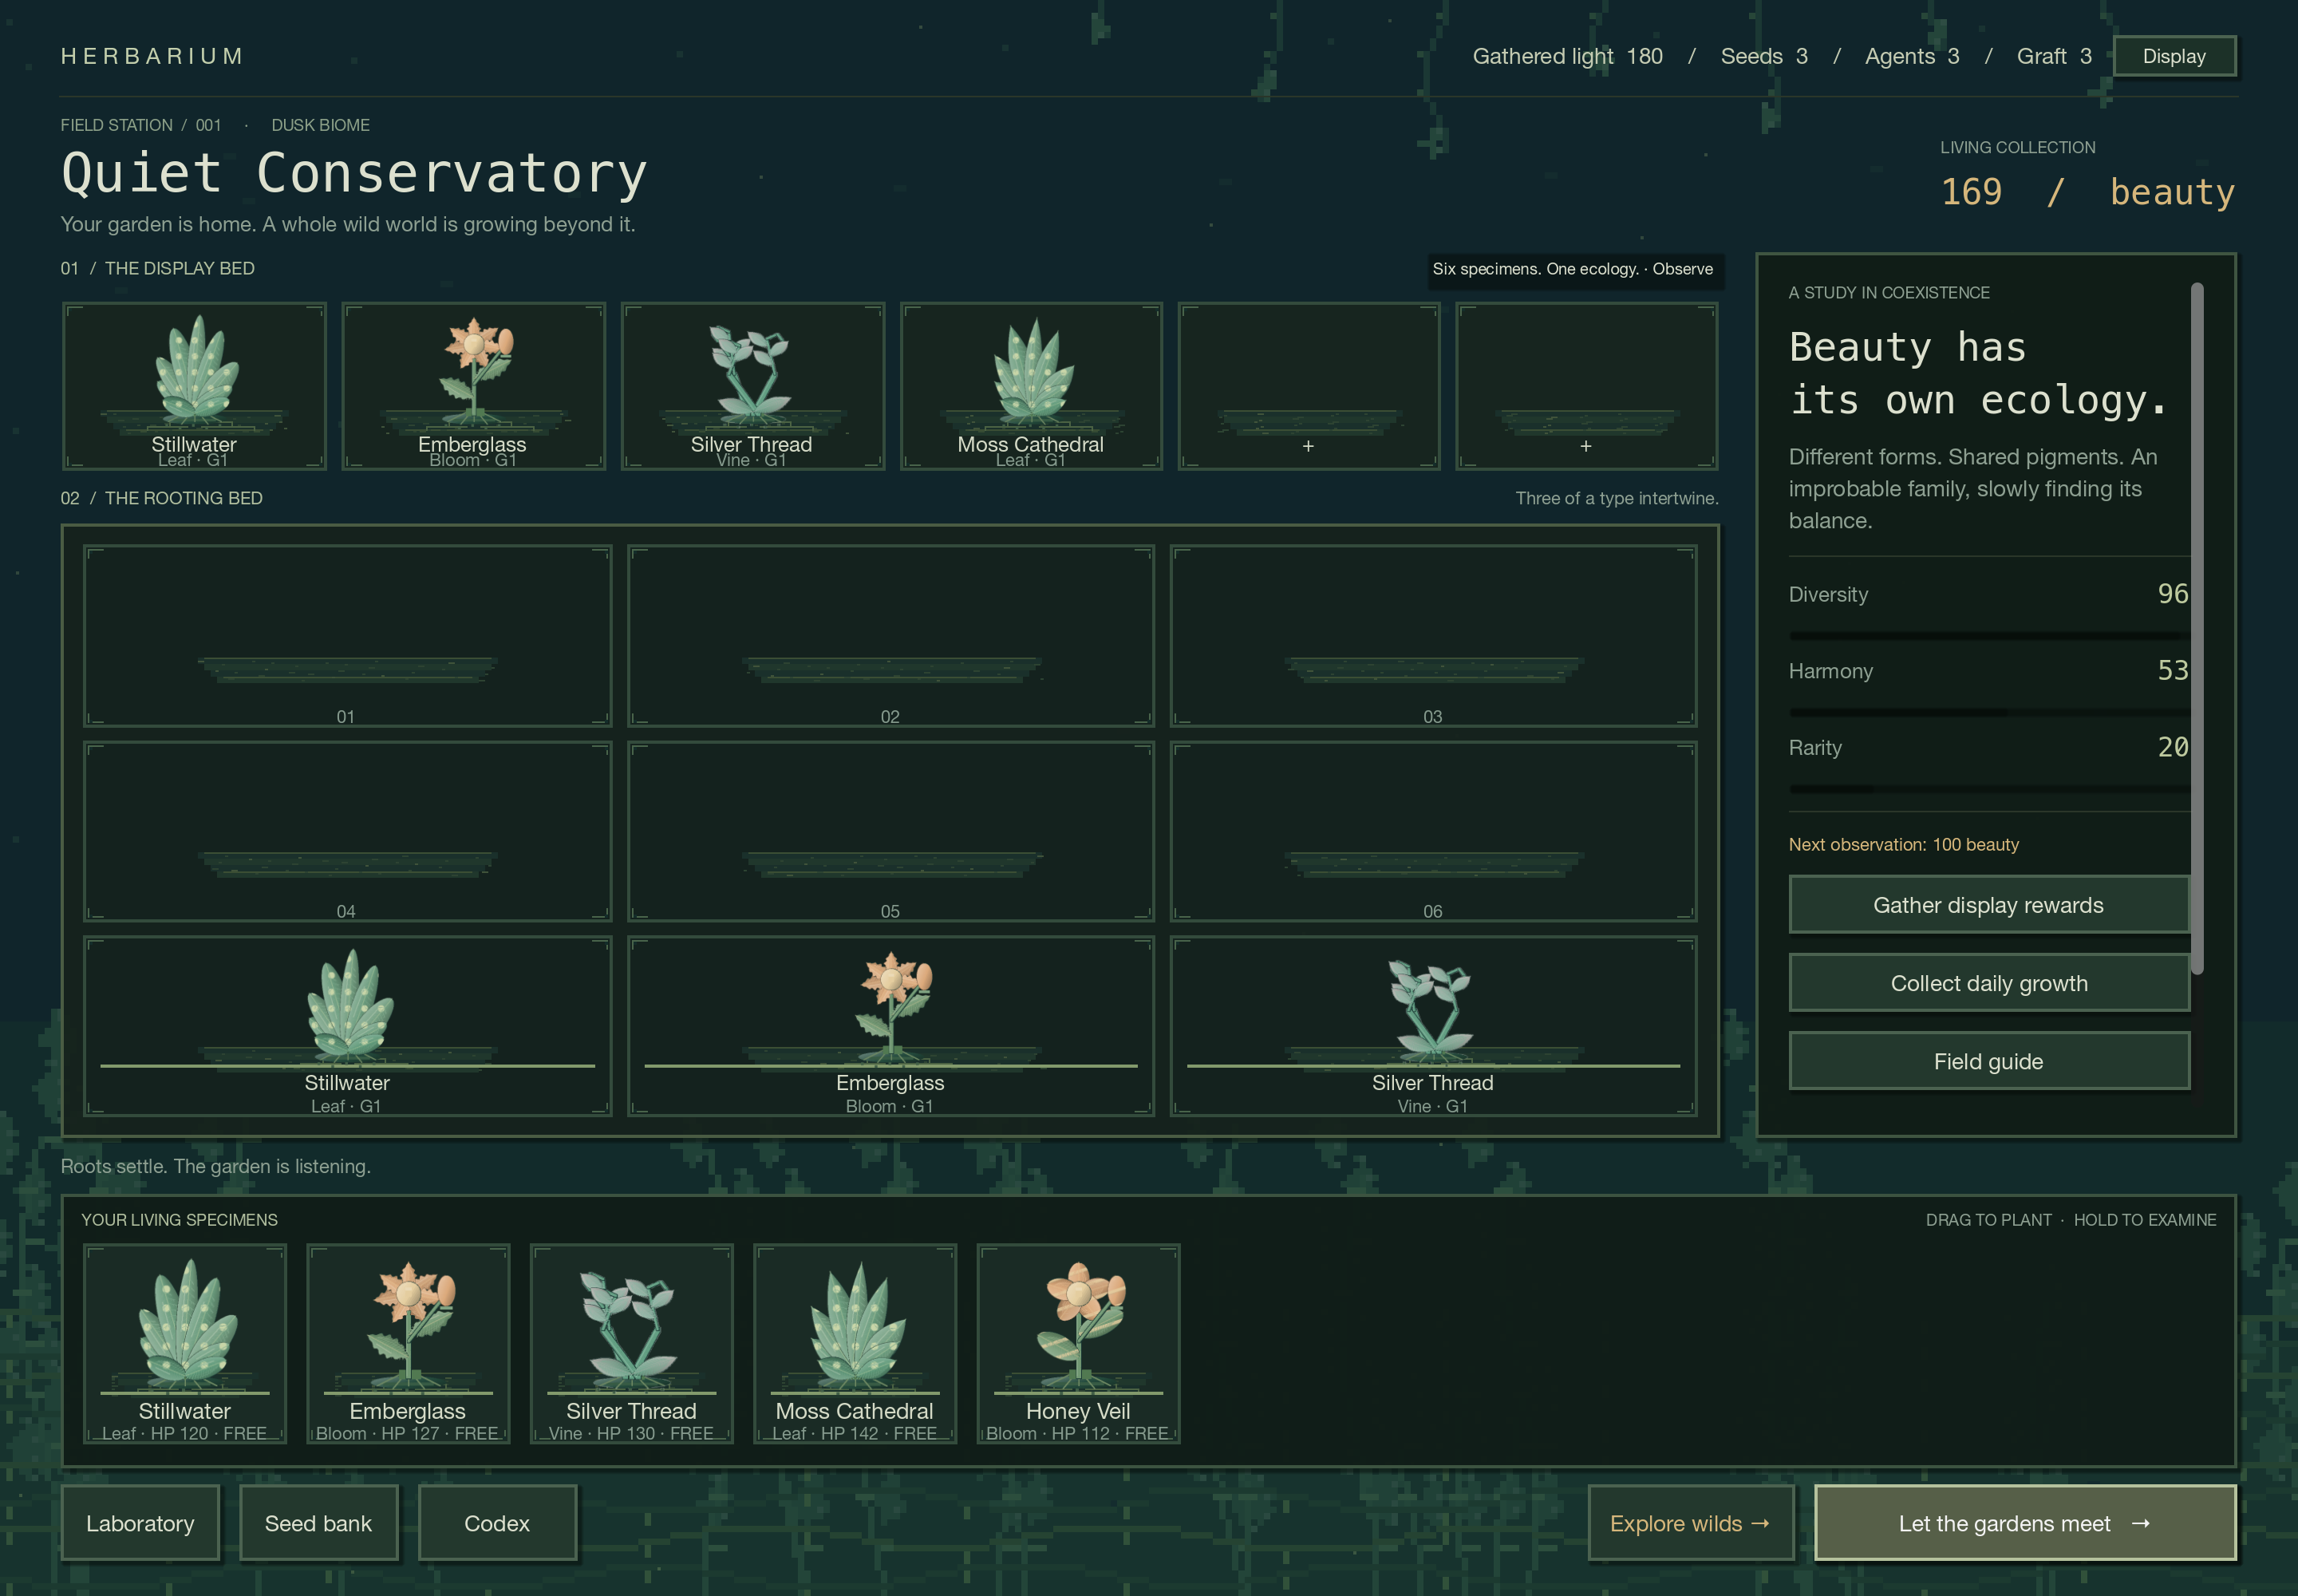 HERBARIUM
Gathered light 180 / Seeds 3 / Agents 3 / Graft 3
Display
FIELD STATION / 001 · DUSK BIOME
Quiet Conservatory
Your garden is home. A whole wild world is growing beyond it.
LIVING COLLECTION
169 / beauty
01 / THE DISPLAY BED
Six specimens. One ecology. · Observe
Stillwater
Leaf · G1
Emberglass
Bloom · G1
Silver Thread
Vine · G1
Moss Cathedral
Leaf · G1
+
+
02 / THE ROOTING BED
Three of a type intertwine.
01
02
03
04
05
06
Stillwater
Leaf · G1
Emberglass
Bloom · G1
Silver Thread
Vine · G1
A STUDY IN COEXISTENCE
Beauty has
its own ecology.
Different forms. Shared pigments. An
improbable family, slowly finding its
balance.
Diversity 96
Harmony 53
Rarity 20
Next observation: 100 beauty
Gather display rewards
Collect daily growth
Field guide
Roots settle. The garden is listening.
YOUR LIVING SPECIMENS
DRAG TO PLANT · HOLD TO EXAMINE
Stillwater
Leaf · HP 120 · FREE
Emberglass
Bloom · HP 127 · FREE
Silver Thread
Vine · HP 130 · FREE
Moss Cathedral
Leaf · HP 142 · FREE
Honey Veil
Bloom · HP 112 · FREE
Laboratory
Seed bank
Codex
Explore wilds →
Let the gardens meet →